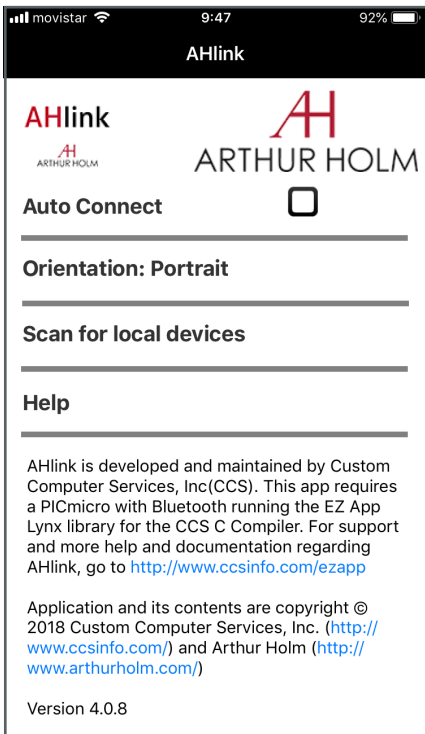 movistar 9:47 92%
AHlink
AHlink
AH
ARTHUR HOLM
AH
ARTHUR HOLM
Auto Connect
Orientation: Portrait
Scan for local devices
Help
AHlink is developed and maintained by Custom
Computer Services, Inc(CCS). This app requires
a PICmicro with Bluetooth running the EZ App
Lynx library for the CCS C Compiler. For support
and more help and documentation regarding
AHlink, go to http://www.ccsinfo.com/ezapp
Application and its contents are copyright ©
2018 Custom Computer Services, Inc. (http://
www.ccsinfo.com/) and Arthur Holm (http://
www.arthurholm.com/)
Version 4.0.8